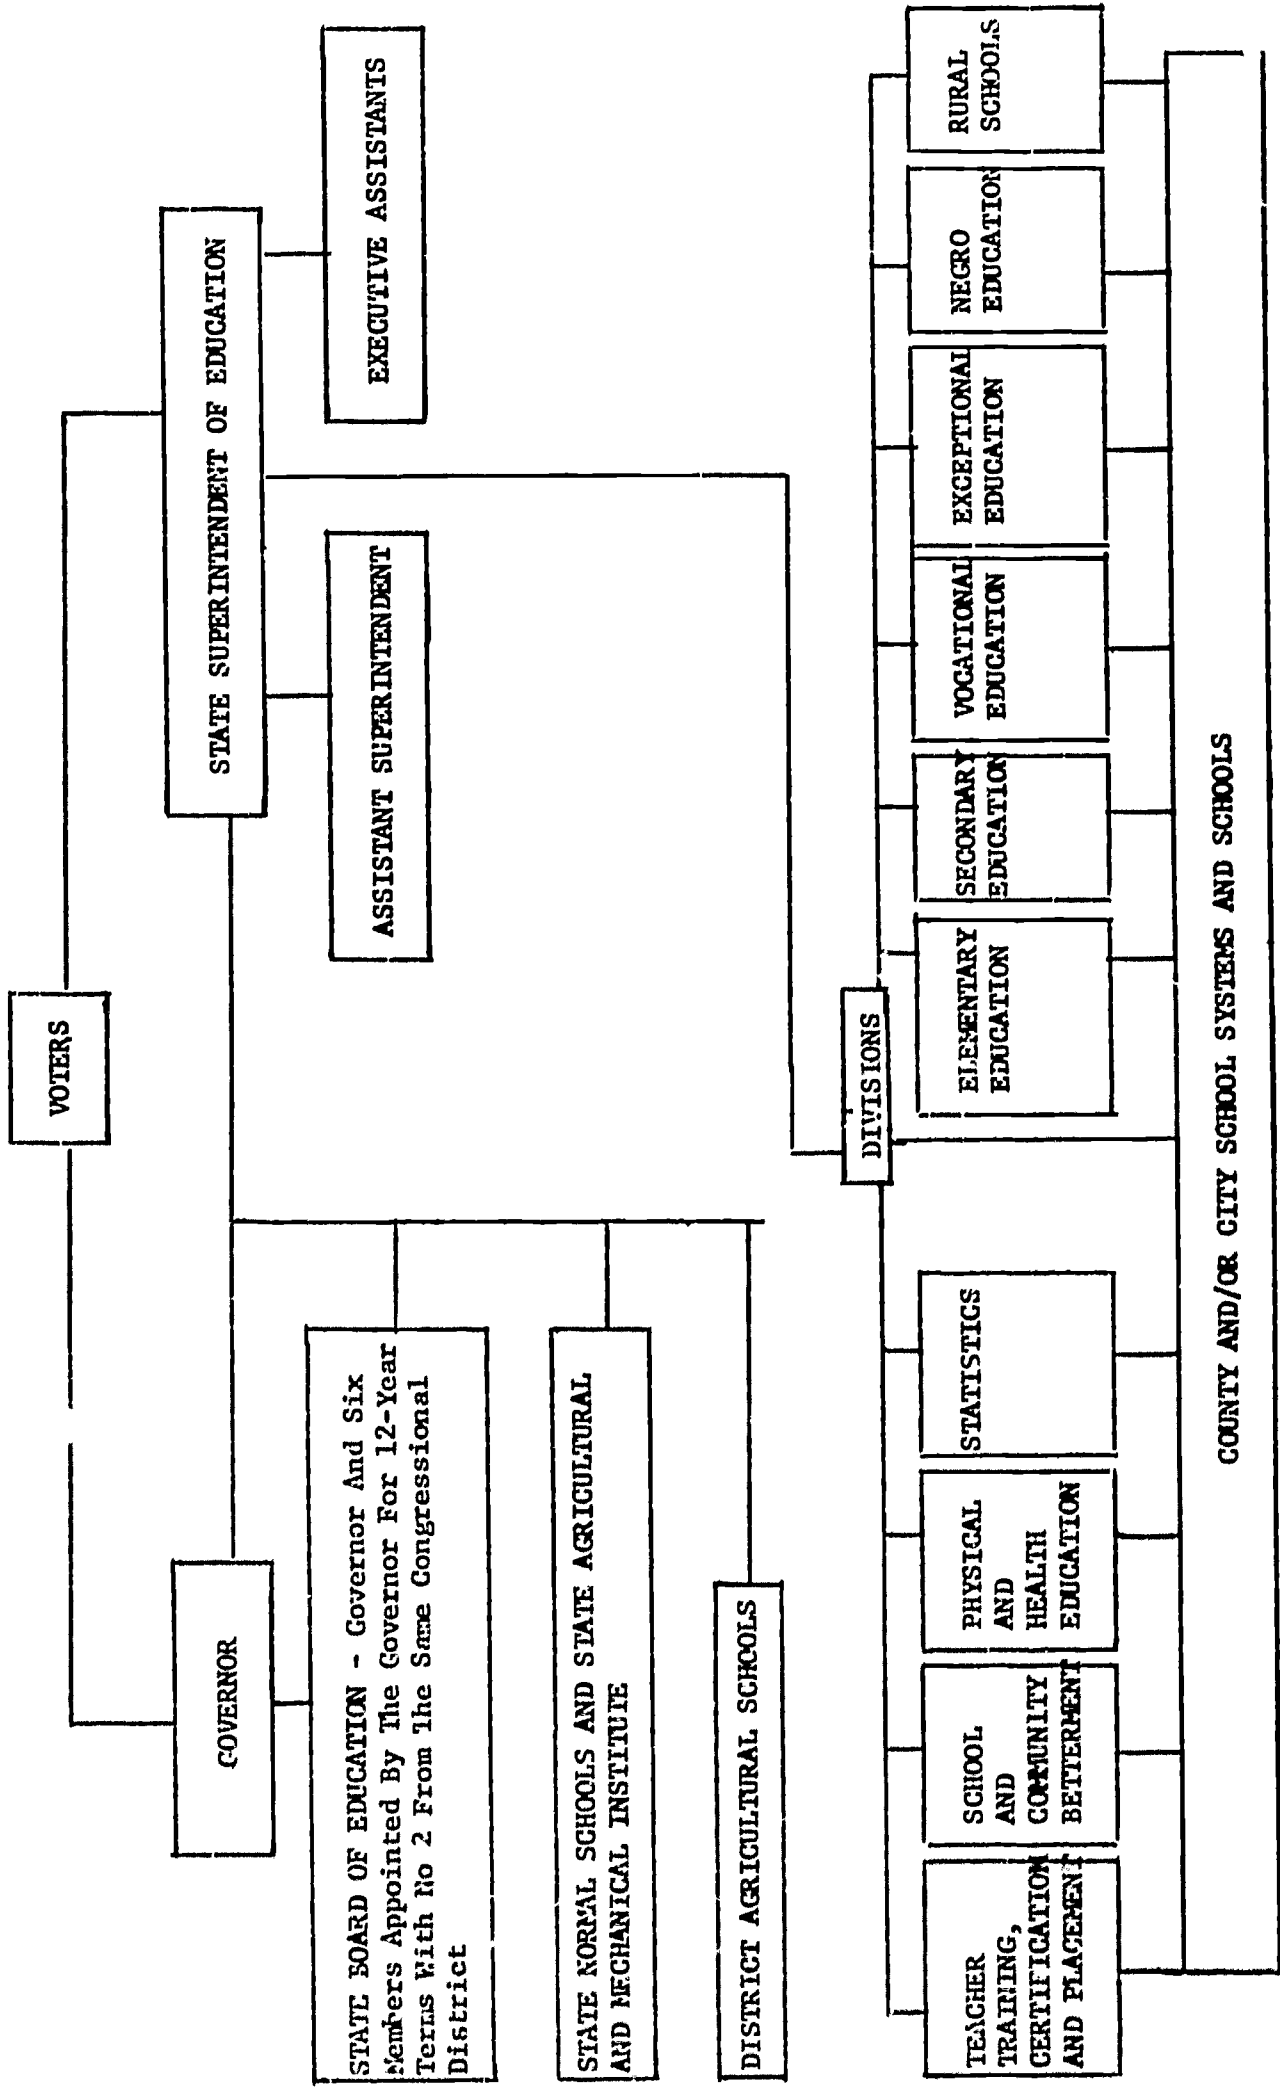 VOTERS
GOVERNOR
STATE SUPERINTENDENT OF EDUCATION
STATE BOARD OF EDUCATION - Governor And Six
Members Appointed By The Governor For 12-Year
Terms With No 2 From The Same Congressional
District
ASSISTANT SUPERINTENDENT
EXECUTIVE ASSISTANTS
STATE NORMAL SCHOOLS AND STATE AGRICULTURAL
AND MECHANICAL INSTITUTE
DISTRICT AGRICULTURAL SCHOOLS
DIVISIONS
TEACHER
TRAINING,
CERTIFICATION
AND PLACEMENT
SCHOOL
AND
COMMUNITY
BETTERMENT
PHYSICAL
AND
HEALTH
EDUCATION
STATISTICS
ELEMENTARY
EDUCATION
SECONDARY
EDUCATION
VOCATIONAL
EDUCATION
EXCEPTIONAL
EDUCATION
NEGRO
EDUCATION
RURAL
SCHOOLS
COUNTY AND/OR CITY SCHOOL SYSTEMS AND SCHOOLS